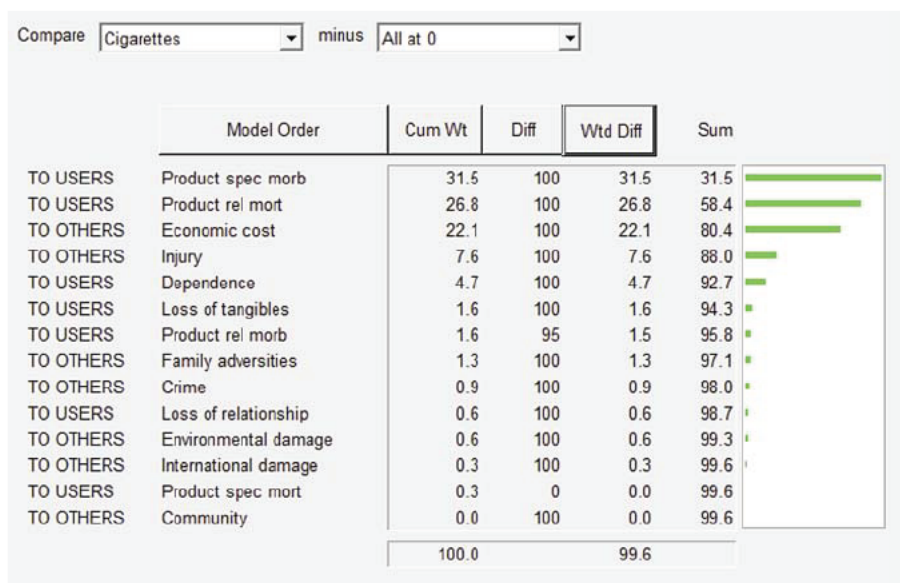 Compare Cigarettes minus All at 0
Model Order Cum Wt Diff Wtd Diff Sum
TO USERS Product spec morb 31.5 100 31.5 31.5
TO USERS Product rel mort 26.8 100 26.8 58.4
TO OTHERS Economic cost 22.1 100 22.1 80.4
TO OTHERS Injury 7.6 100 7.6 88.0
TO USERS Dependence 4.7 100 4.7 92.7
TO USERS Loss of tangibles 1.6 100 1.6 94.3
TO USERS Product rel morb 1.6 95 1.5 95.8
TO OTHERS Family adversities 1.3 100 1.3 97.1
TO OTHERS Crime 0.9 100 0.9 98.0
TO USERS Loss of relationship 0.6 100 0.6 98.7
TO OTHERS Environmental damage 0.6 100 0.6 99.3
TO OTHERS International damage 0.3 100 0.3 99.6
TO USERS Product spec mort 0.3 0 0.0 99.6
TO OTHERS Community 0.0 100 0.0 99.6
100.0 99.6